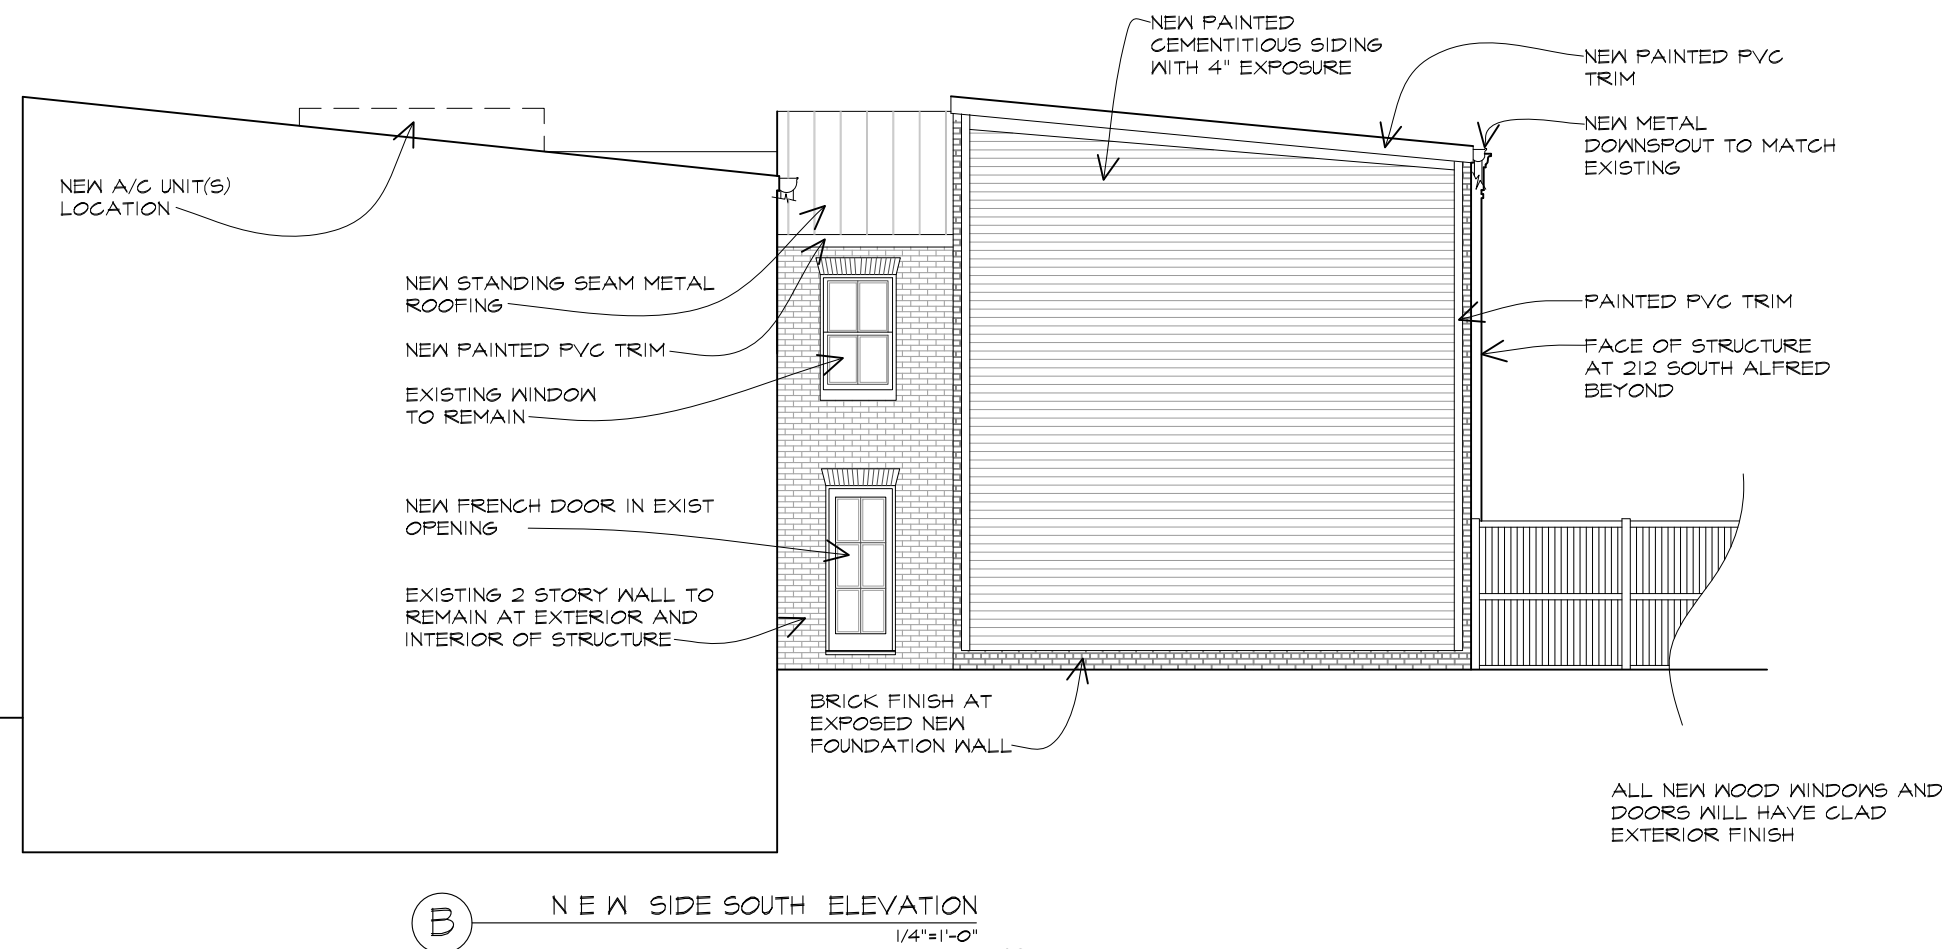 NEW PAINTED
CEMENTITIOUS SIDING
WITH 4" EXPOSURE
NEW PAINTED PVC
TRIM
NEW METAL
DOWNSPOUT TO MATCH
EXISTING
NEW A/C UNIT(S)
LOCATION
NEW STANDING SEAM METAL
ROOFING
NEW PAINTED PVC TRIM
EXISTING WINDOW
TO REMAIN
PAINTED PVC TRIM
FACE OF STRUCTURE
AT 212 SOUTH ALFRED
BEYOND
NEW FRENCH DOOR IN EXIST
OPENING
EXISTING 2 STORY WALL TO
REMAIN AT EXTERIOR AND
INTERIOR OF STRUCTURE
BRICK FINISH AT
EXPOSED NEW
FOUNDATION WALL
ALL NEW WOOD WINDOWS AND
DOORS WILL HAVE CLAD
EXTERIOR FINISH
B
NEW SIDE SOUTH ELEVATION
1/4"=1'-0"